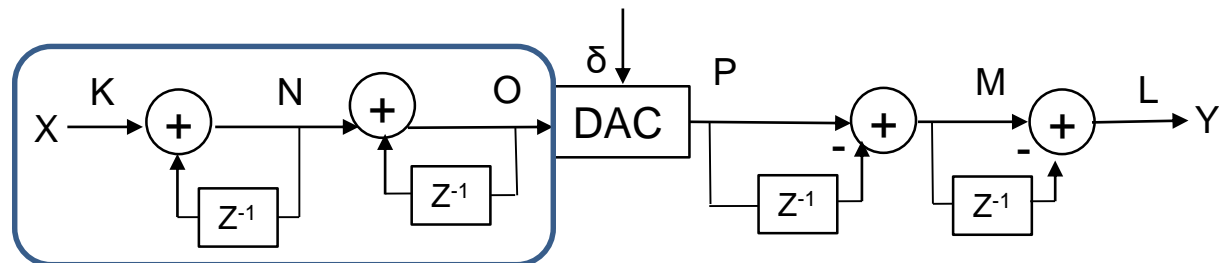 δ
P
K
N
O
M
L
X
+
+
DAC
+
+
Y
-
-
Z-1
Z-1
Z-1
Z-1